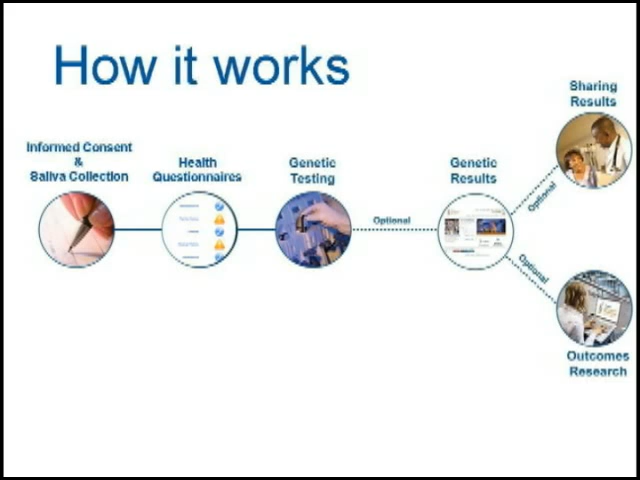 How it works
Informed Consent
&
Saliva Collection
Health
Questionnaires
Genetic
Testing
Optional
Genetic
Results
Optional
Sharing
Results
Optional
Outcomes
Research